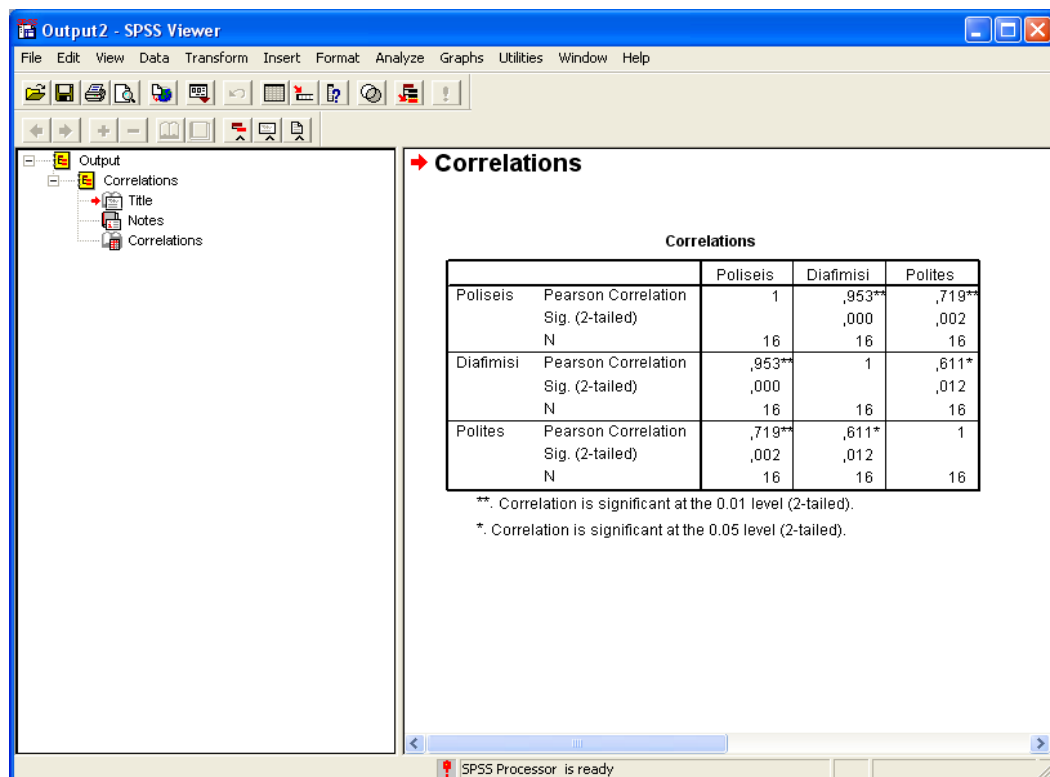 Output2 - SPSS Viewer
File Edit View Data Transform Insert Format Analyze Graphs Utilities Window Help
Output
Correlations
Title
Notes
Correlations
Correlations
Correlations
Poliseis Diafimisi Polites
Poliseis Pearson Correlation 1 ,953** ,719**
Sig. (2-tailed) ,000 ,002
N 16 16 16
Diafimisi Pearson Correlation ,953** 1 ,611*
Sig. (2-tailed) ,000 ,012
N 16 16 16
Polites Pearson Correlation ,719** ,611* 1
Sig. (2-tailed) ,002 ,012
N 16 16 16
**. Correlation is significant at the 0.01 level (2-tailed).
*. Correlation is significant at the 0.05 level (2-tailed).
SPSS Processor is ready